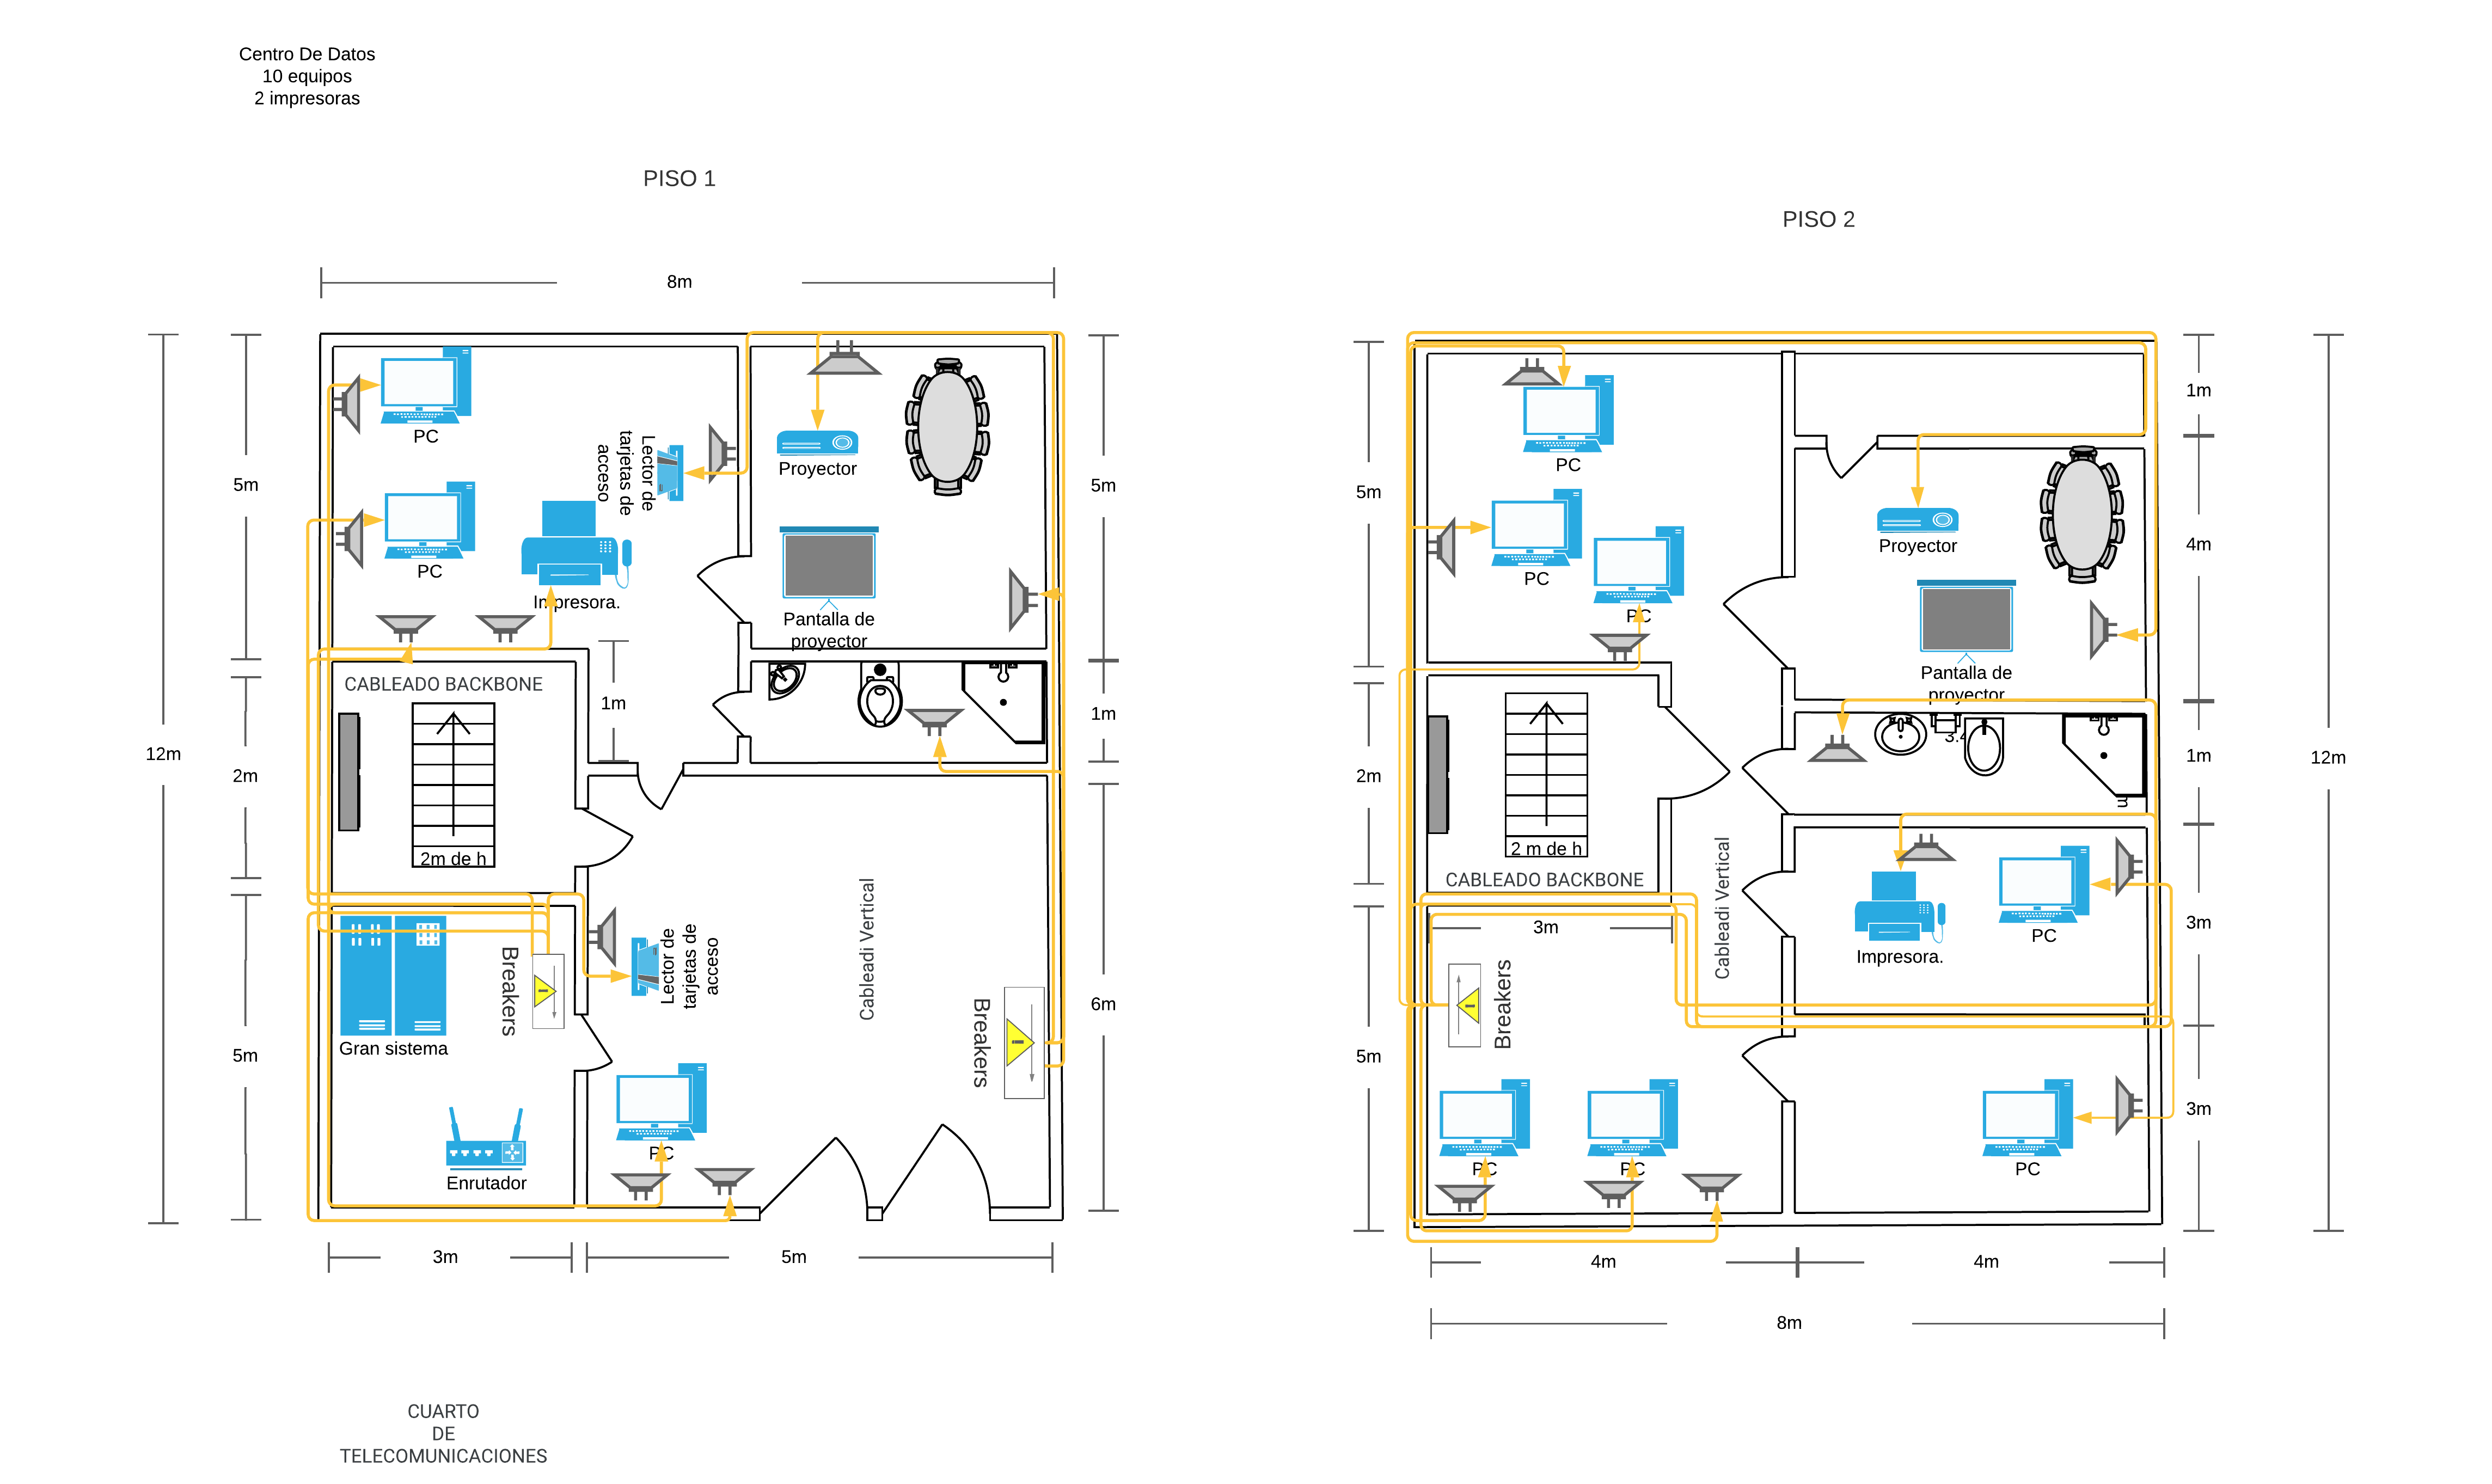 Centro De Datos
10 equipos
2 impresoras
PISO 1
8m
12m
5m
2m
5m
PC
PC
Lector de
tarjetas de
acceso
Impresora.
Proyector
Pantalla de
proyector
5m
1m
6m
1m
CABLEADO BACKBONE
2m de h
Gran sistema
Breakers
Enrutador
Lector de
tarjetas de
acceso
PC
Cableadi Vertical
Breakers
3m
5m
CUARTO
DE
TELECOMUNICACIONES
PISO 2
5m
2m
5m
PC
PC
PC
Proyector
Pantalla de
proyector
1m
4m
1m
3m
3m
12m
2 m de h
CABLEADO BACKBONE
3m
Cableadi Vertical
Breakers
Impresora.
PC
PC
PC
PC
4m
4m
8m